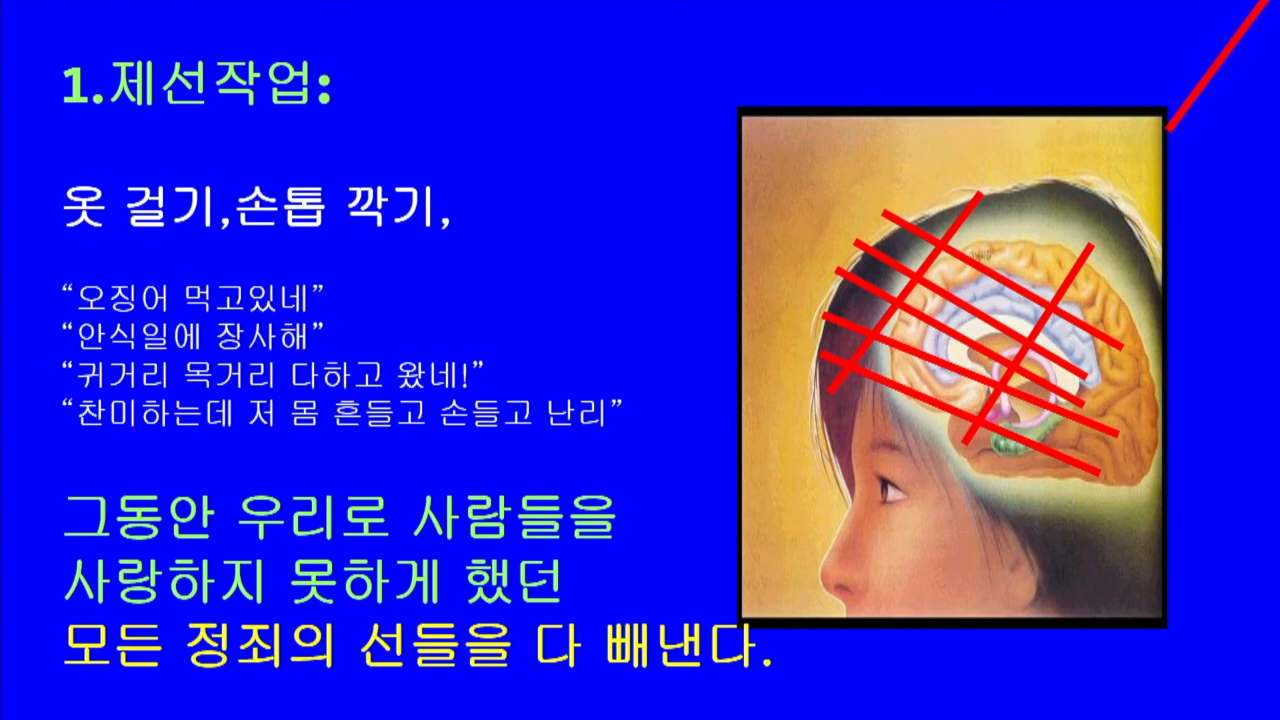 1.제선작업:
옷 걸기,손톱 깍기,
“오징어 먹고있네”
“안식일에 장사해”
“귀거리 목거리 다하고 왔네!”
“찬미하는데 저 몸 흔들고 손들고 난리”
그동안 우리로 사람들을
사랑하지 못하게 했던
모든 정죄의 선들을 다 빼낸다.